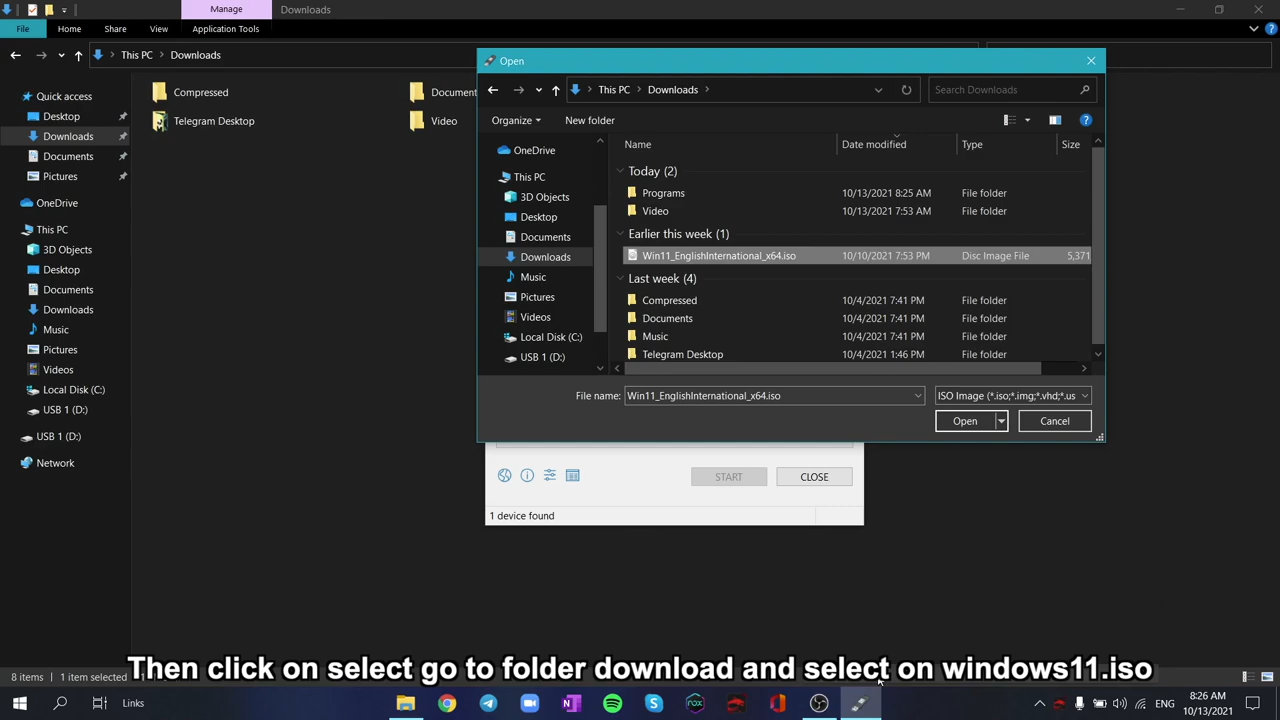 Manage
Downloads
File
Home
Share
View
Application Tools
This PC
Downloads
Quick access
Desktop
Downloads
Documents
Pictures
OneDrive
This PC
3D Objects
Desktop
Documents
Downloads
Music
Pictures
Videos
Local Disk (C:)
USB 1 (D:)
USB 1 (D:)
Network
Compressed
Document
Telegram Desktop
Video
Open
This PC
Downloads
Search Downloads
Organize
New folder
OneDrive
This PC
3D Objects
Desktop
Documents
Downloads
Music
Pictures
Videos
Local Disk (C:)
USB 1 (D:)
Name Date modified Type Size
Today (2)
Programs 10/13/2021 8:25 AM File folder
Video 10/13/2021 7:53 AM File folder
Earlier this week (1)
Win11_EnglishInternational_x64.iso 10/10/2021 7:53 PM Disc Image File 5,371
Last week (4)
Compressed 10/4/2021 7:41 PM File folder
Documents 10/4/2021 7:41 PM File folder
Music 10/4/2021 7:41 PM File folder
Telegram Desktop 10/4/2021 1:46 PM File folder
File name: Win11_EnglishInternational_x64.iso ISO Image (*.iso;*.img;*.vhd;*.us
Open Cancel
START CLOSE
1 device found
Then click on select go to folder download and select on windows11.iso
8 items 1 item selected
Links
ENG
8:26 AM
10/13/2021